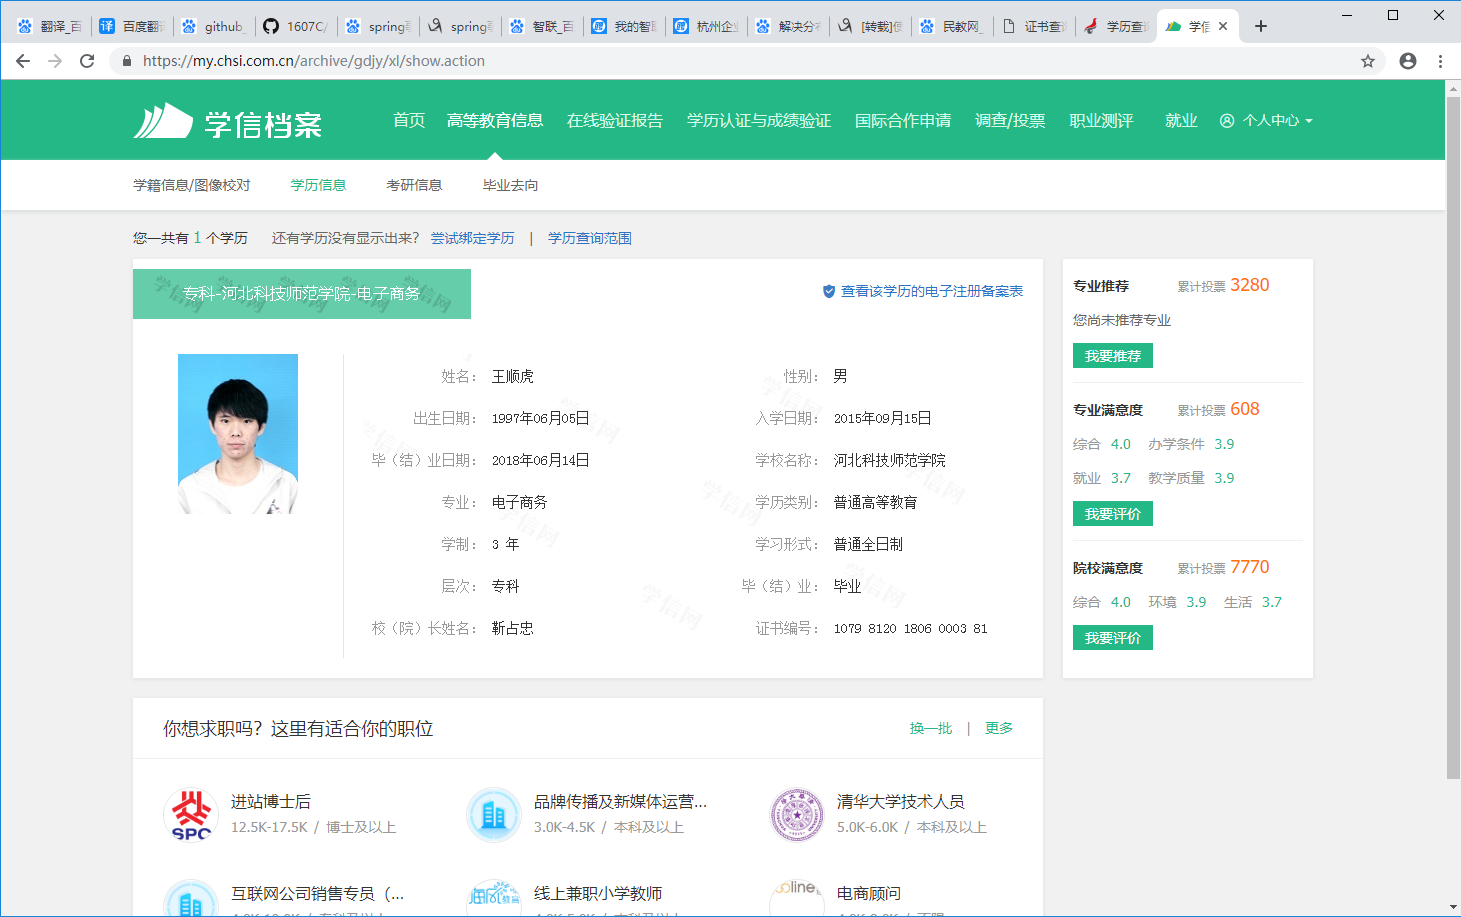 翻译_百
百度翻译
github_
1607C/
spring
spring
智联_百
我的智联
杭州企业
解决分
[转载]使
民教网_
证书查询
学历查询
学信
https://my.chsi.com.cn/archive/gdjy/xl/show.action
学信档案
首页 高等教育信息 在线验证报告 学历认证与成绩验证 国际合作申请 调查/投票 职业测评 就业 个人中心
学籍信息/图像校对 学历信息 考研信息 毕业去向
您一共有 1 个学历 还有学历没有显示出来? 尝试绑定学历 | 学历查询范围
专科-河北科技师范学院-电子商务
查看该学历的电子注册备案表
姓名： 王顺虎 性别： 男
出生日期： 1997年06月05日 入学日期： 2015年09月15日
毕（结）业日期： 2018年06月14日 学校名称： 河北科技师范学院
专业： 电子商务 学历类别： 普通高等教育
学制： 3 年 学习形式： 普通全日制
层次： 专科 毕（结）业： 毕业
校（院）长姓名： 靳占忠 证书编号： 1079 8120 1806 0003 81
学信网
专业推荐 累计投票 3280
您尚未推荐专业
我要推荐
专业满意度 累计投票 608
综合 4.0 办学条件 3.9
就业 3.7 教学质量 3.9
我要评价
院校满意度 累计投票 7770
综合 4.0 环境 3.9 生活 3.7
我要评价
你想求职吗？这里有适合你的职位
换一批 | 更多
SPC
进站博士后
12.5K-17.5K / 博士及以上
品牌传播及新媒体运营...
3.0K-4.5K / 本科及以上
清华大学技术人员
5.0K-6.0K / 本科及以上
互联网公司销售专员（...
线上兼职小学教师
电商顾问